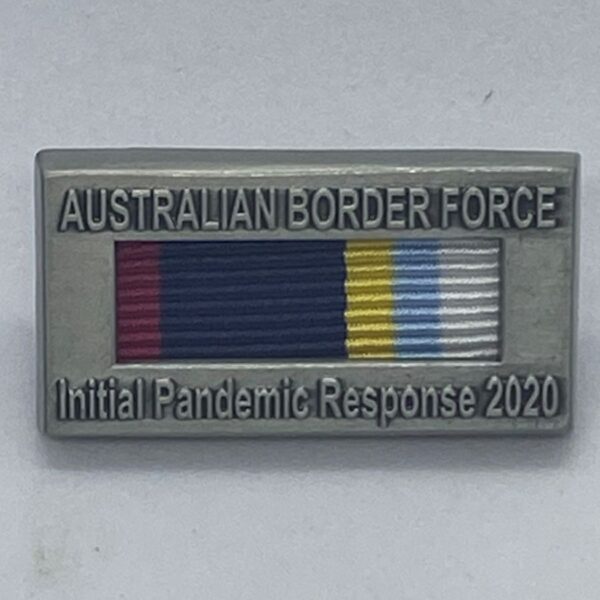 AUSTRALIAN BORDER FORCE
Initial Pandemic Response 2020